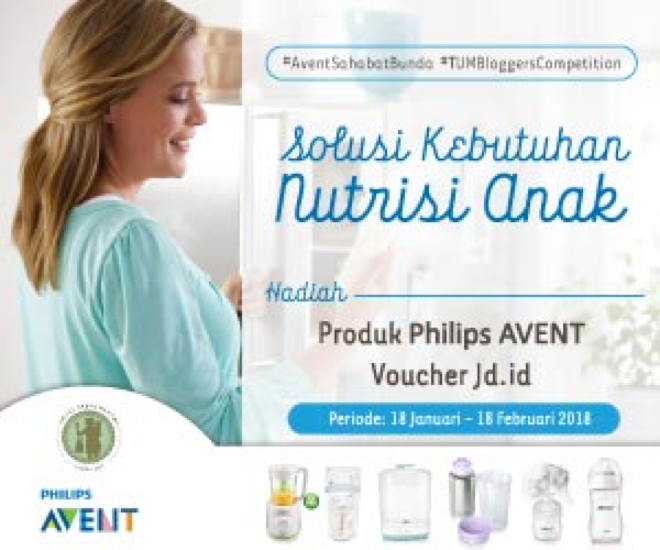 #AventSahabatBunda #TUMBloggersCompetition
Solusi Kebutuhan
Nutrisi Anak
Hadiah
Produk Philips AVENT
Voucher Jd.id
Periode: 18 Januari - 18 Februari 2018
PHILIPS
AVENT